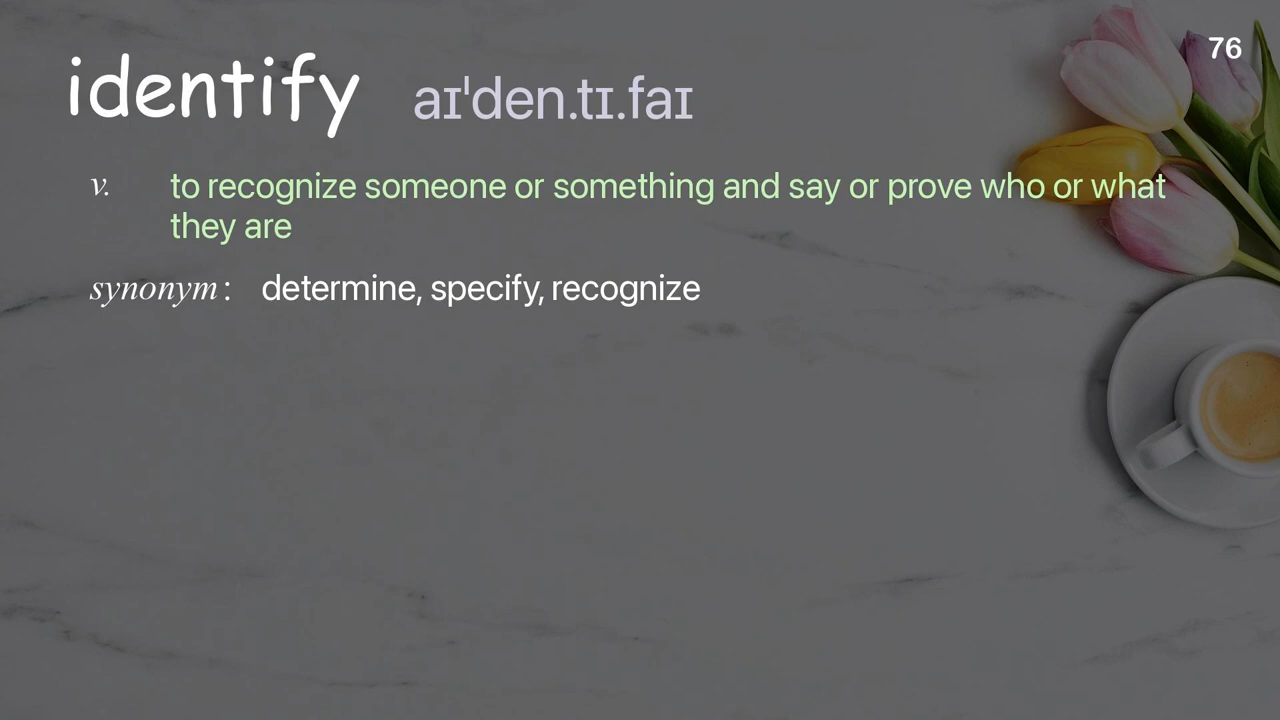 76
identify aɪˈden.tɪ.faɪ
v. to recognize someone or something and say or prove who or what
they are
synonym: determine, specify, recognize